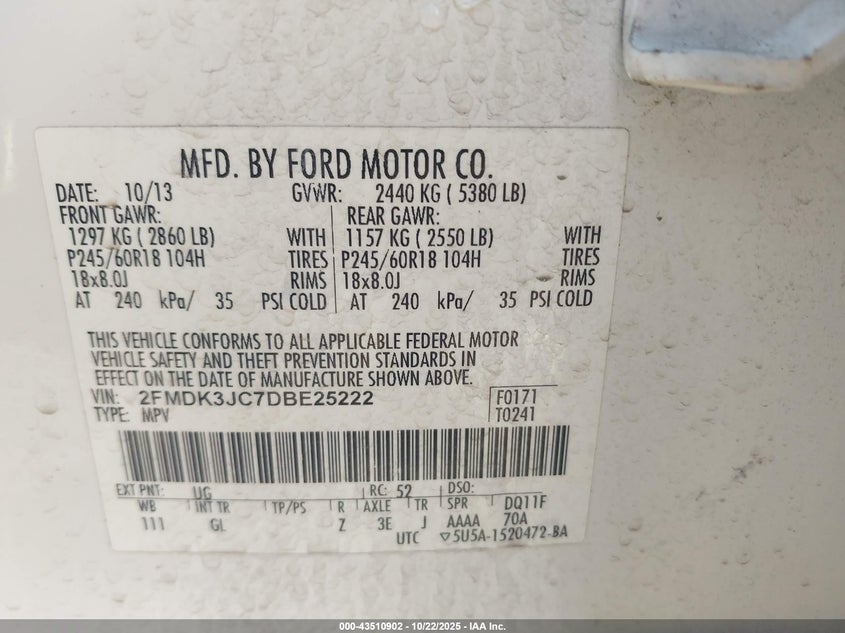 MFD. BY FORD MOTOR CO.
DATE: 10/13 GVWR: 2440 KG ( 5380 LB)
FRONT GAWR: REAR GAWR:
1297 KG ( 2860 LB) WITH 1157 KG ( 2550 LB) WITH
P245/60R18 104H TIRES P245/60R18 104H TIRES
18x8.0J RIMS 18x8.0J RIMS
AT 240 kPa/ 35 PSI COLD AT 240 kPa/ 35 PSI COLD
THIS VEHICLE CONFORMS TO ALL APPLICABLE FEDERAL MOTOR
VEHICLE SAFETY AND THEFT PREVENTION STANDARDS IN
EFFECT ON THE DATE OF MANUFACTURE SHOWN ABOVE.
VIN: 2FMDK3JC7DBE25222 F0171
TYPE: MPV T0241
EXT PNT: UG RC: 52 DSO:
WB INT TR TP/PS R AXLE TR SPR DQ11F
111 GL Z 3E J AAAA 70A
UTC ▽5U5A-1520472-BA
000-43510902 - 10/22/2025 - IAA Inc.